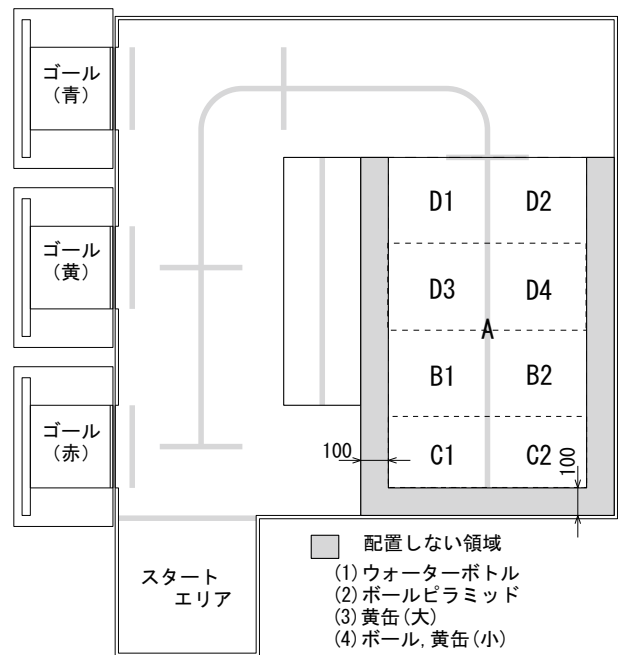 ゴール
(青)
D1
D2
ゴール
(黄)
D3
D4
A
B1
B2
ゴール
(赤)
100
C1
C2
100
配置しない領域
スタート
エリア
(1)ウォーターボトル
(2)ボールピラミッド
(3)黄缶(大)
(4)ボール,黄缶(小)